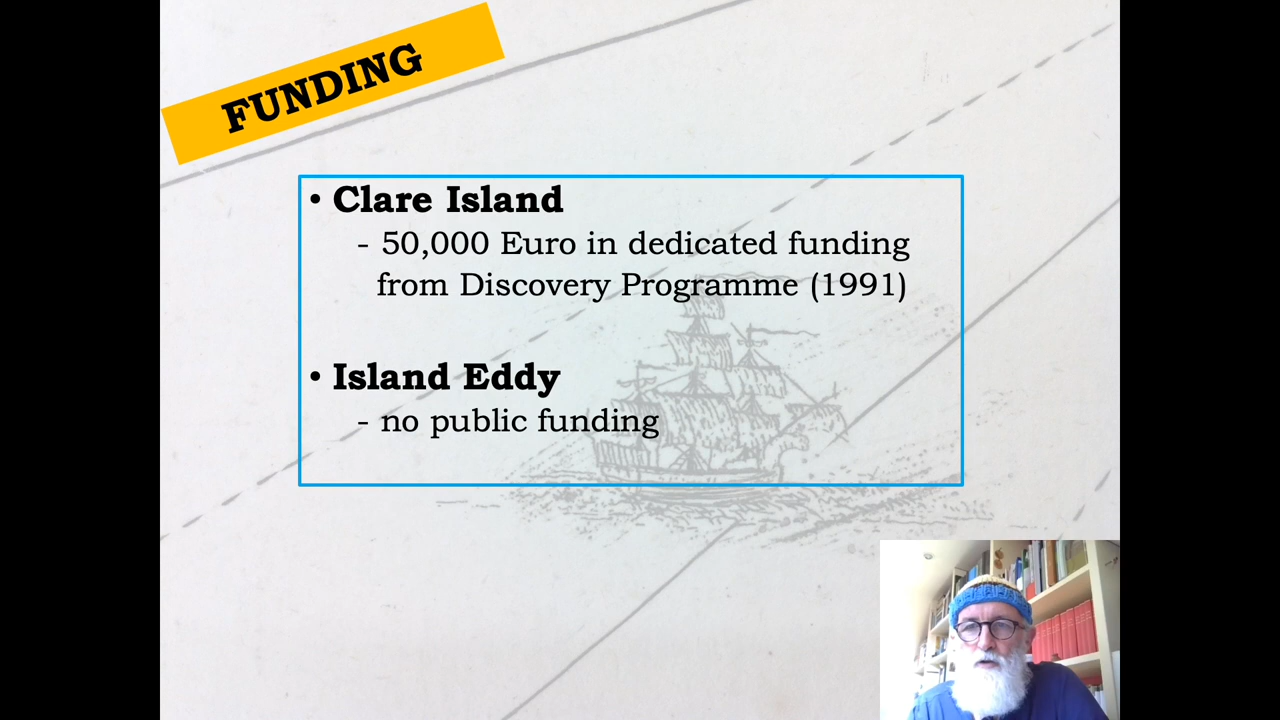 FUNDING
• Clare Island
- 50,000 Euro in dedicated funding
from Discovery Programme (1991)
• Island Eddy
- no public funding